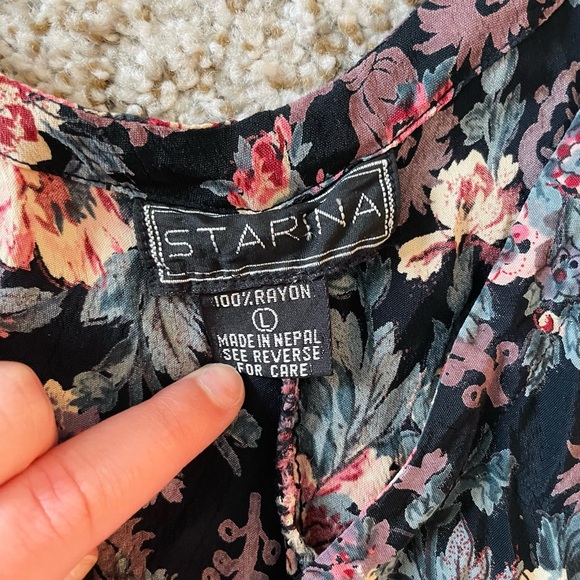 STARINA
100% RAYON
L
MADE IN NEPAL
SEE REVERSE
FOR CARE